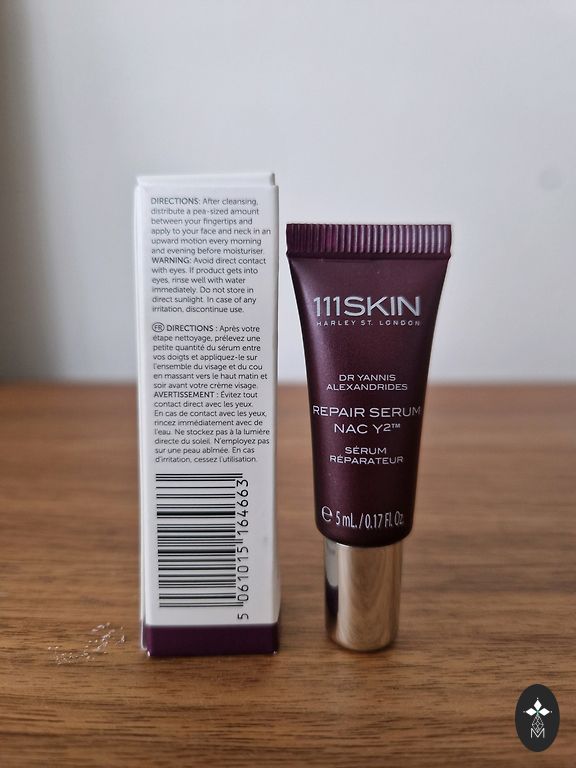 DIRECTIONS: After cleansing,
distribute a pea-sized amount
between your fingertips and
apply to your face and neck in an
upward motion every morning
and evening before moisturiser.
WARNING: Avoid direct contact
with eyes. If product gets into
eyes, rinse well with water
immediately. Do not store in
direct sunlight. In case of any
irritation, discontinue use.
FR DIRECTIONS : Après votre
étape nettoyage, prélevez une
petite quantité du sérum entre
vos doigts et appliquez-le sur
l'ensemble du visage et du cou
en massant vers le haut matin et
soir avant votre crème visage.
AVERTISSEMENT : Évitez tout
contact direct avec les yeux.
En cas de contact avec les yeux,
rincez immédiatement avec de
l'eau. Ne stockez pas à la lumière
directe du soleil. N'employez pas
sur une peau abîmée. En cas
d'irritation, cessez l'utilisation.
5 061015 164663
111SKIN
HARLEY ST. LONDON
DR YANNIS
ALEXANDRIDES
REPAIR SERUM
NAC Y2™
SÉRUM
RÉPARATEUR
℮ 5 mL./0.17 Fl. Oz.
M